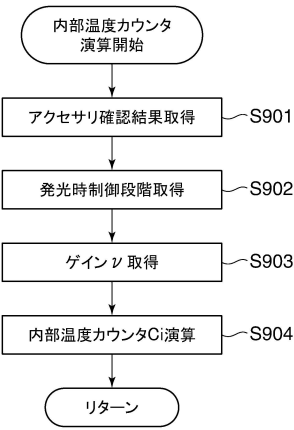 内部温度カウンタ
演算開始
アクセサリ確認結果取得
S901
発光時制御段階取得
S902
ゲインν取得
S903
内部温度カウンタCi演算
S904
リターン